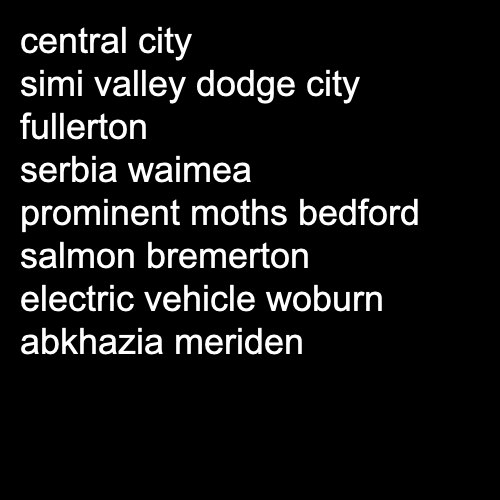 central city
simi valley dodge city
fullerton
serbia waimea
prominent moths bedford
salmon bremerton
electric vehicle woburn
abkhazia meriden